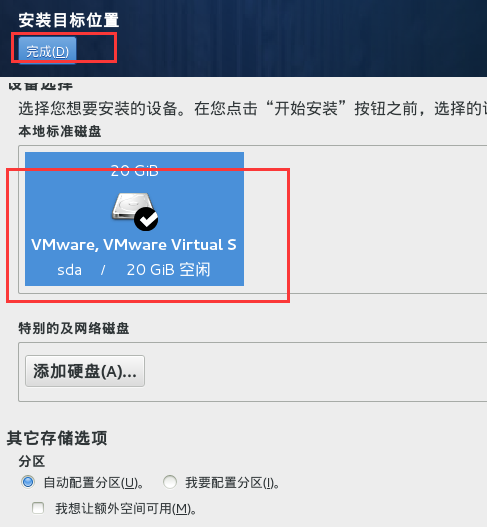 安装目标位置
完成(D)
设备选择
选择您想要安装的设备。在您点击“开始安装”按钮之前，选择的
本地标准磁盘
20 GiB
VMware, VMware Virtual S
sda / 20 GiB 空闲
特别的及网络磁盘
添加硬盘(A)...
其它存储选项
分区
自动配置分区(U)。 我要配置分区(I)。
我想让额外空间可用(M)。